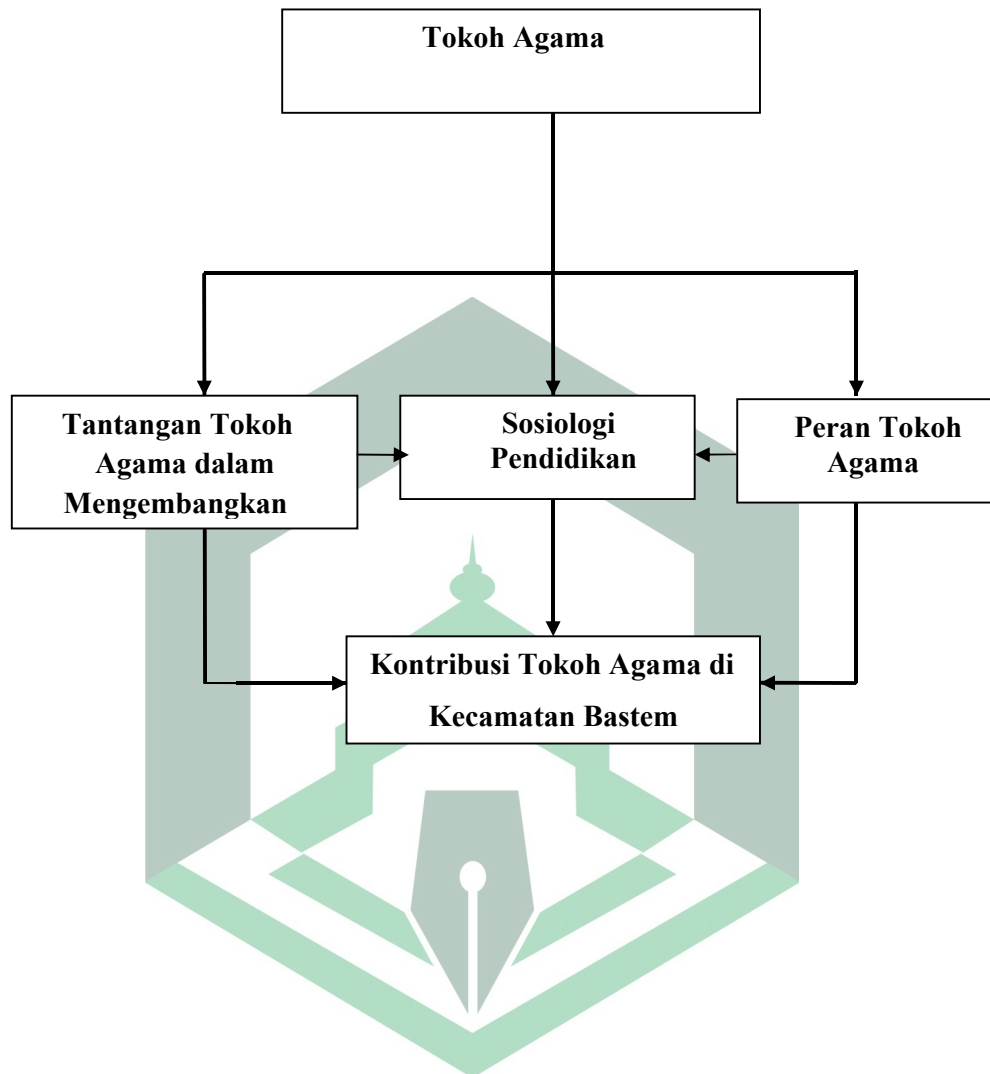 Tokoh Agama
Tantangan Tokoh
Agama dalam
Mengembangkan
Sosiologi
Pendidikan
Peran Tokoh
Agama
Kontribusi Tokoh Agama di
Kecamatan Bastem